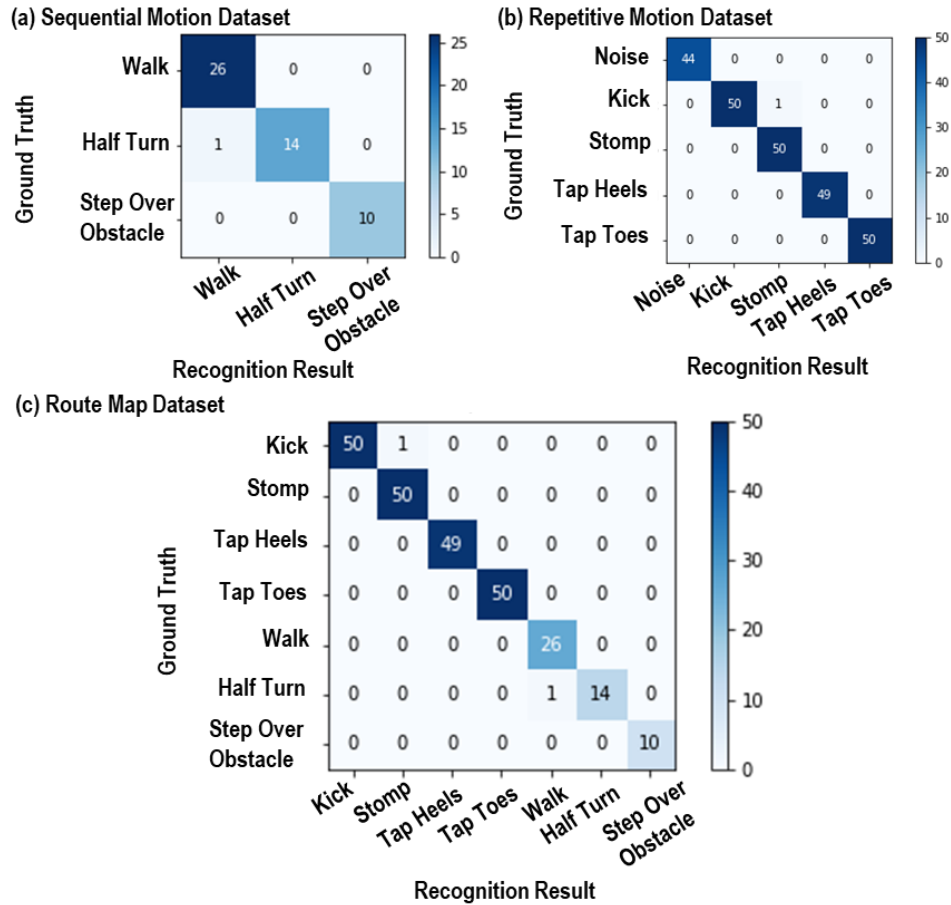 (a) Sequential Motion Dataset
Ground Truth
Walk
26 0 0
Half Turn
1 14 0
Step Over
Obstacle
0 0 10
25
20
15
10
5
0
Walk
Half Turn
Step Over
Obstacle
Recognition Result
(b) Repetitive Motion Dataset
Ground Truth
Noise
44 0 0 0 0
Kick
0 50 1 0 0
Stomp
0 0 50 0 0
Tap Heels
0 0 0 49 0
Tap Toes
0 0 0 0 50
50
40
30
20
10
0
Noise
Kick
Stomp
Tap Heels
Tap Toes
Recognition Result
(c) Route Map Dataset
Ground Truth
Kick
50 1 0 0 0 0 0
Stomp
0 50 0 0 0 0 0
Tap Heels
0 0 49 0 0 0 0
Tap Toes
0 0 0 50 0 0 0
Walk
0 0 0 0 26 0 0
Half Turn
0 0 0 0 1 14 0
Step Over
Obstacle
0 0 0 0 0 0 10
50
40
30
20
10
0
Kick
Stomp
Tap Heels
Tap Toes
Walk
Half Turn
Step Over
Obstacle
Recognition Result